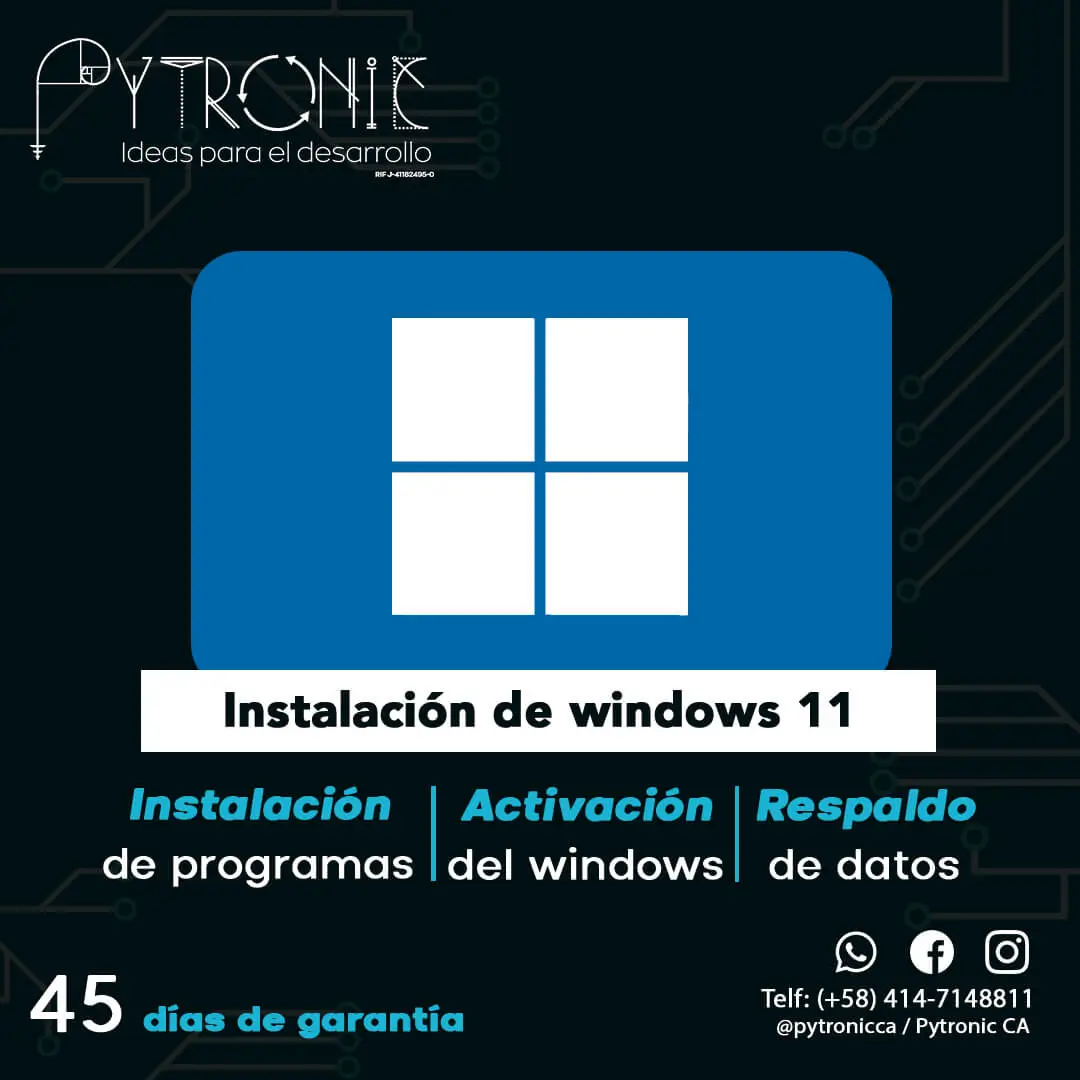 PYTRONIC
Ideas para el desarrollo
RIF J-41182495-0
Instalación de windows 11
Instalación
de programas
Activación
del windows
Respaldo
de datos
45 días de garantía
Telf: (+58) 414-7148811
@pytronicca / Pytronic CA